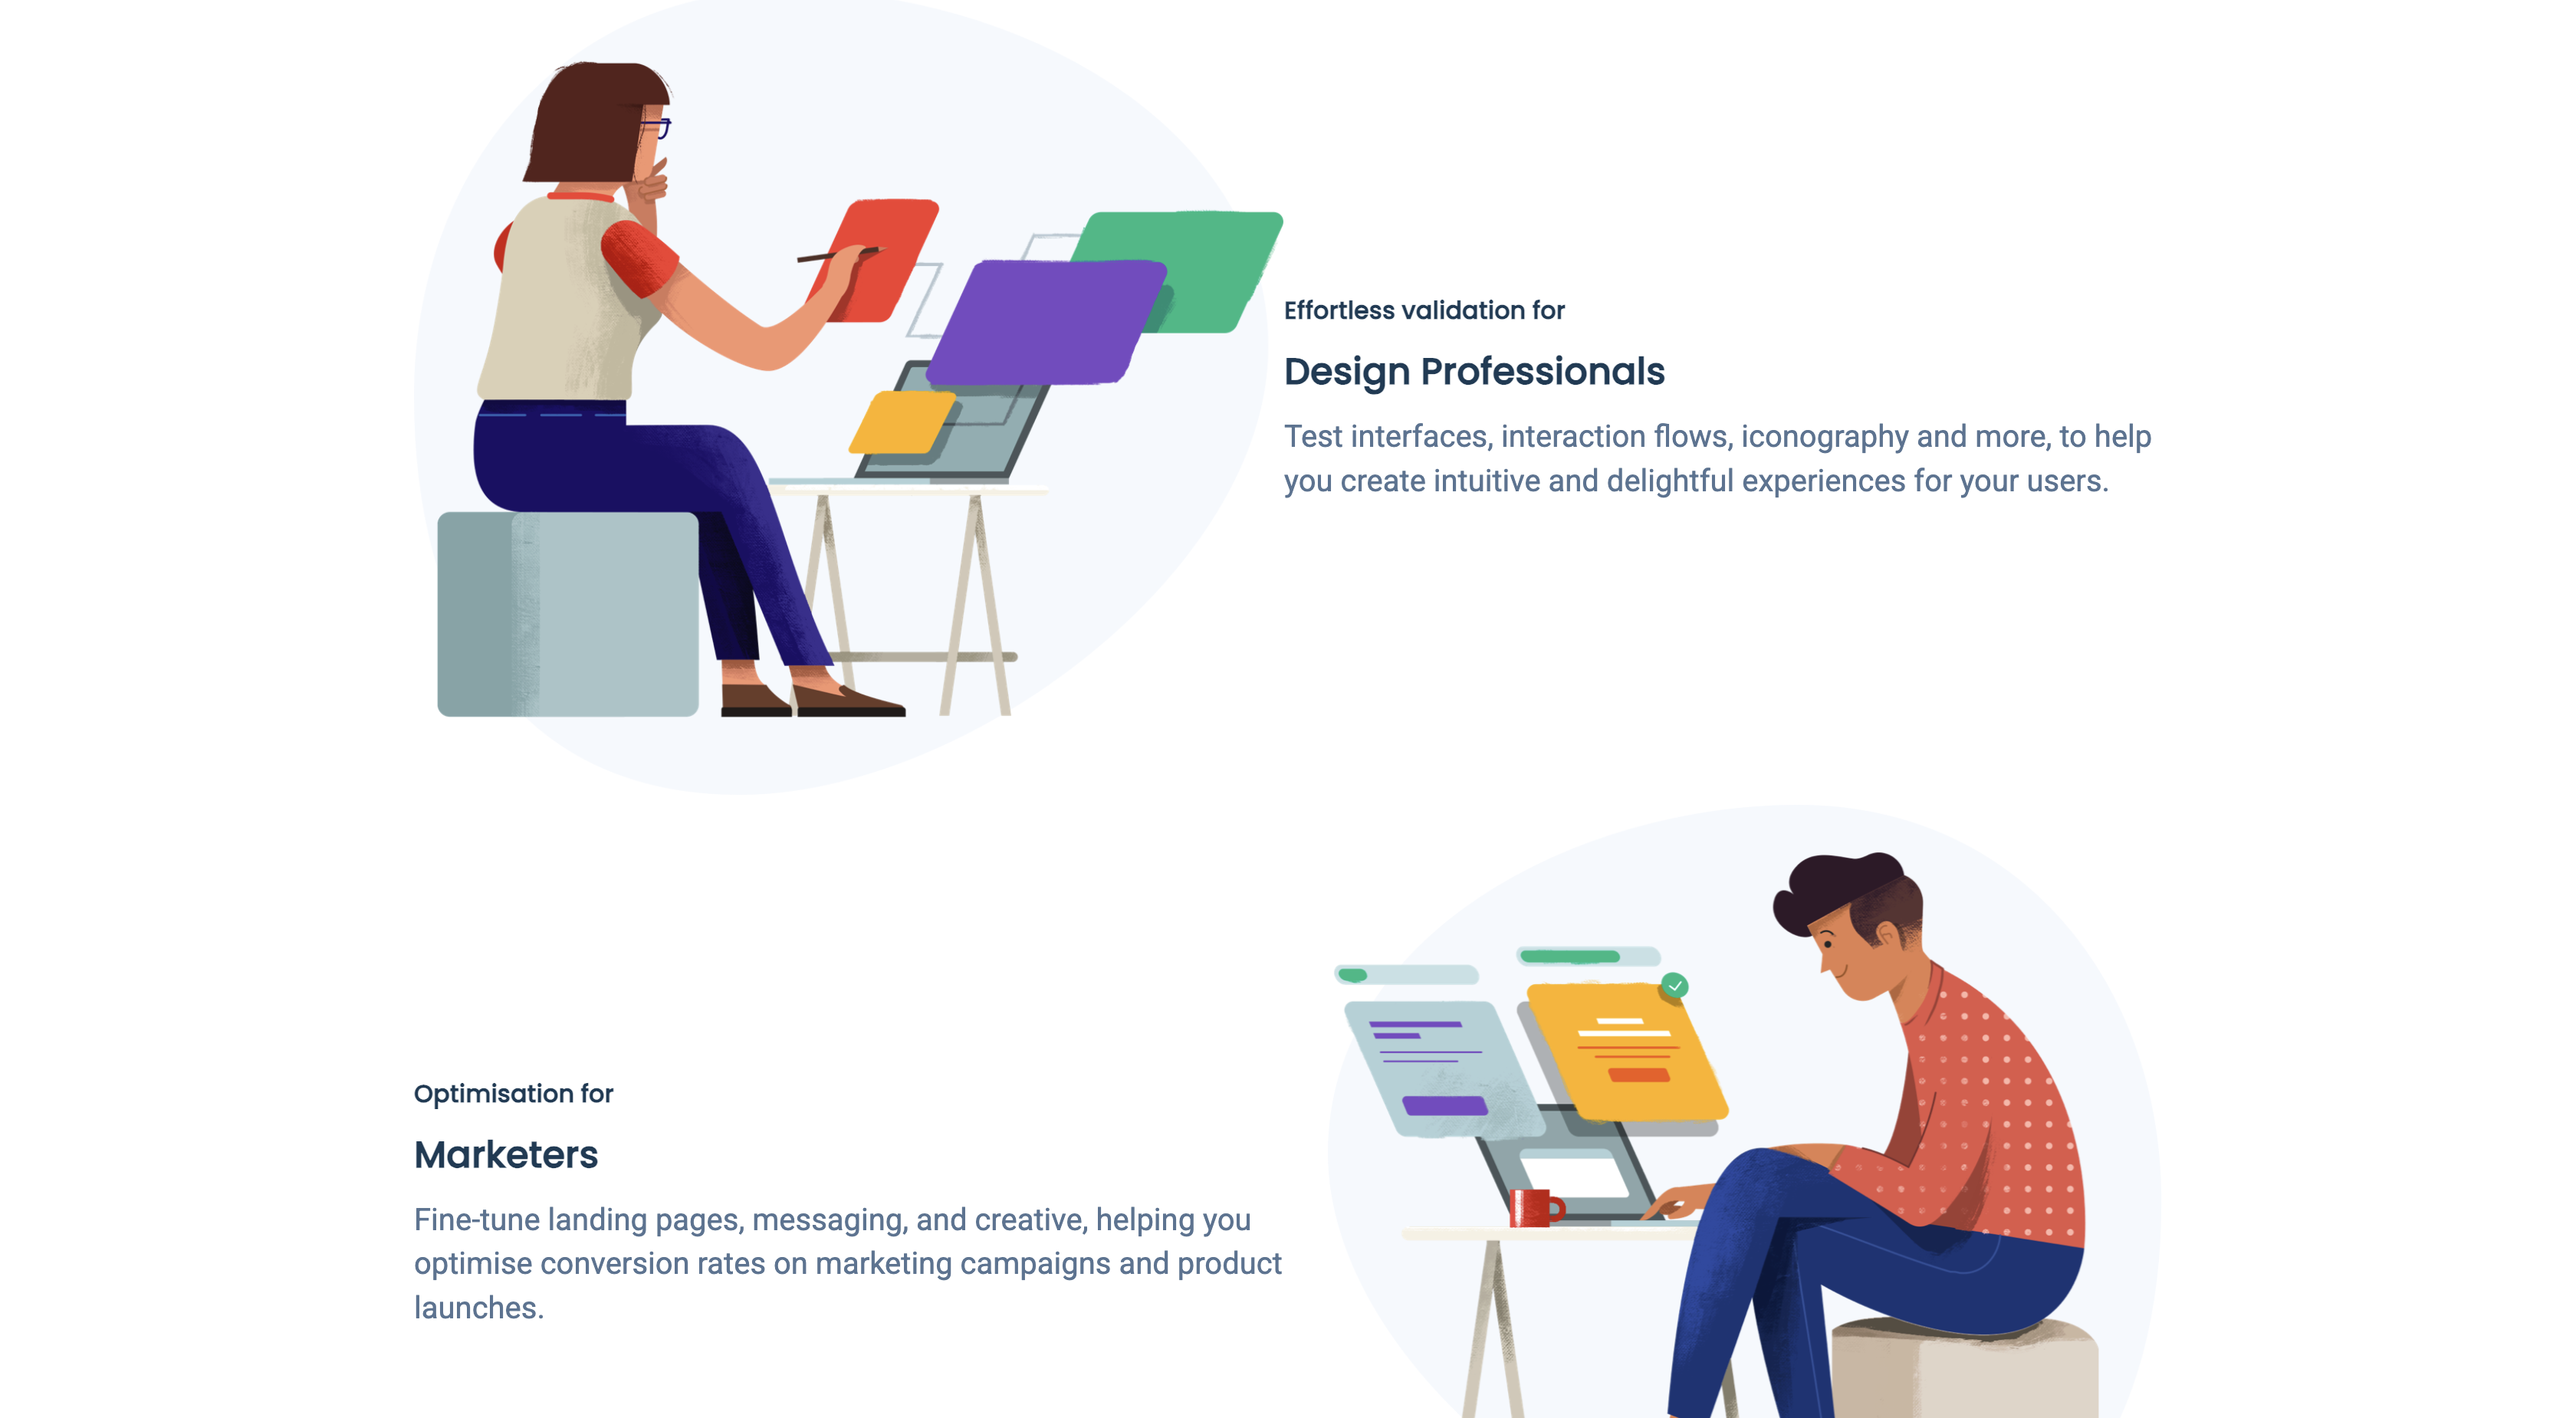 Effortless validation for
Design Professionals
Test interfaces, interaction flows, iconography and more, to help
you create intuitive and delightful experiences for your users.
Optimisation for
Marketers
Fine-tune landing pages, messaging, and creative, helping you
optimise conversion rates on marketing campaigns and product
launches.